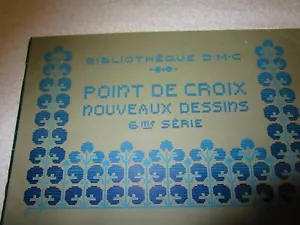 BIBLIOTHÈQUE D·M·C
POINT DE CROIX
NOUVEAUX DESSINS
6me SÉRIE